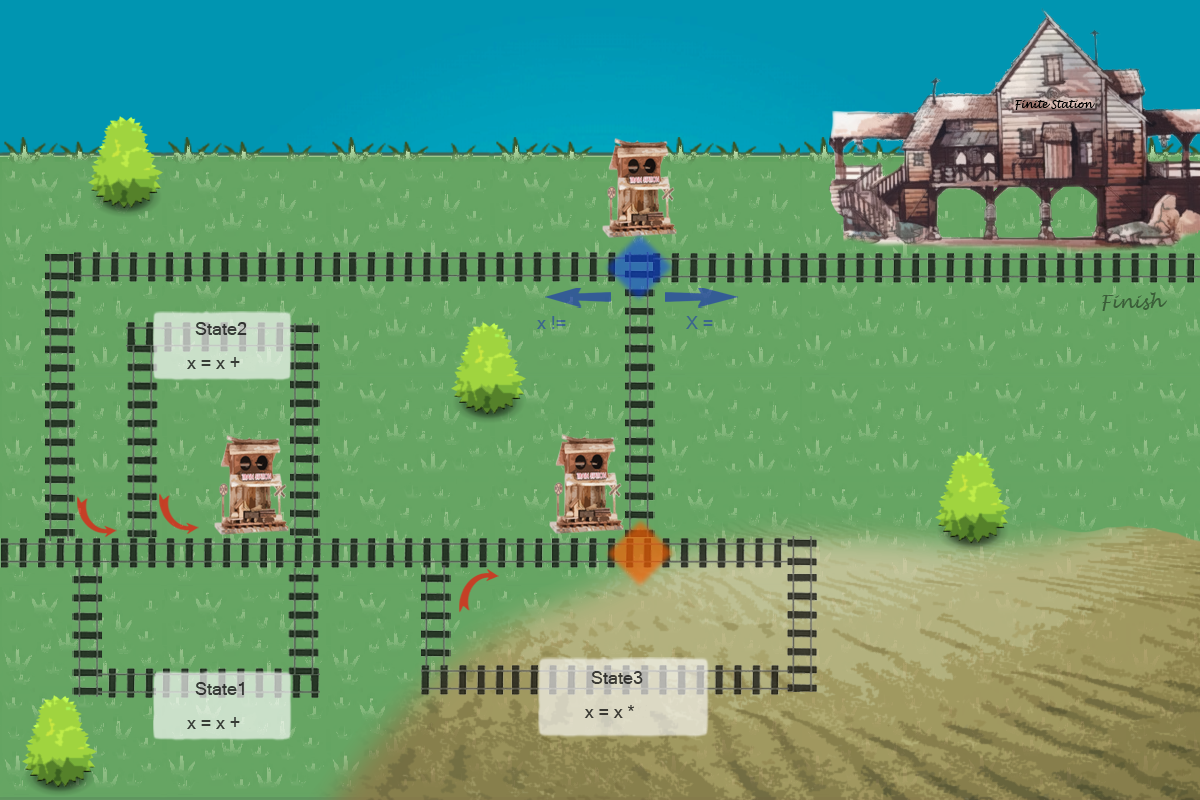 Finite Station
Finish
x !=
X =
State2
x = x +
State1
x = x +
State3
x = x *